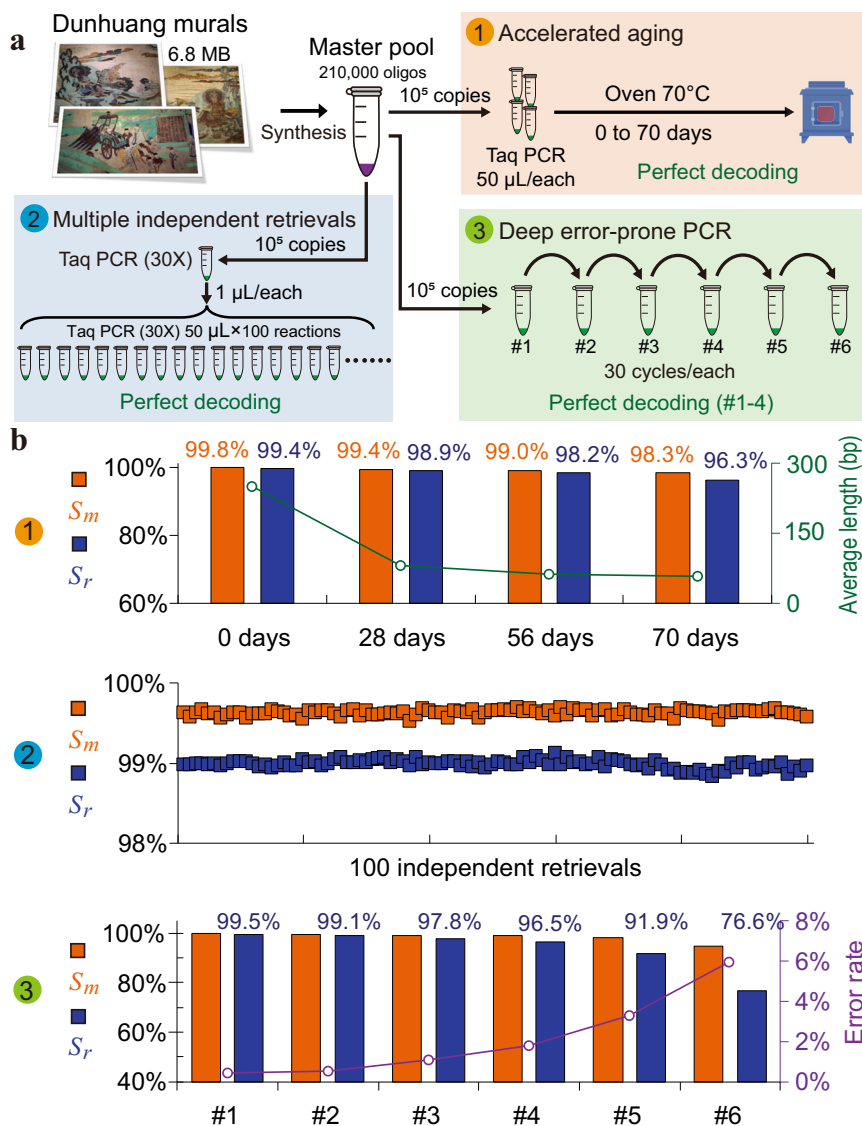 a
Dunhuang murals
6.8 MB
Synthesis
Master pool
210,000 oligos
10⁵ copies
1 Accelerated aging
Taq PCR
50 μL/each
Oven 70°C
0 to 70 days
Perfect decoding
2 Multiple independent retrievals
10⁵ copies
Taq PCR (30X)
1 μL/each
Taq PCR (30X) 50 μL×100 reactions
Perfect decoding
10⁵ copies
3 Deep error-prone PCR
#1 #2 #3 #4 #5 #6
30 cycles/each
Perfect decoding (#1-4)
b
1
Sm
Sr
100%
80%
60%
99.8% 99.4% 99.4% 98.9% 99.0% 98.2% 98.3% 96.3%
300
150
0
Average length (bp)
0 days 28 days 56 days 70 days
2
Sm
Sr
100%
99%
98%
100 independent retrievals
3
Sm
Sr
100%
80%
60%
40%
99.5% 99.1% 97.8% 96.5% 91.9% 76.6%
8%
6%
4%
2%
0%
Error rate
#1 #2 #3 #4 #5 #6